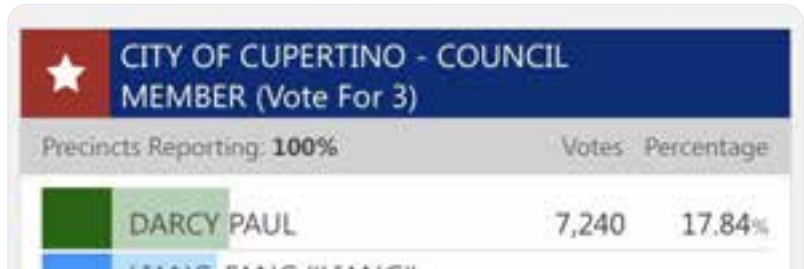 CITY OF CUPERTINO - COUNCIL
MEMBER (Vote For 3)
Precincts Reporting: 100% Votes Percentage
DARCY PAUL 7,240 17.84%